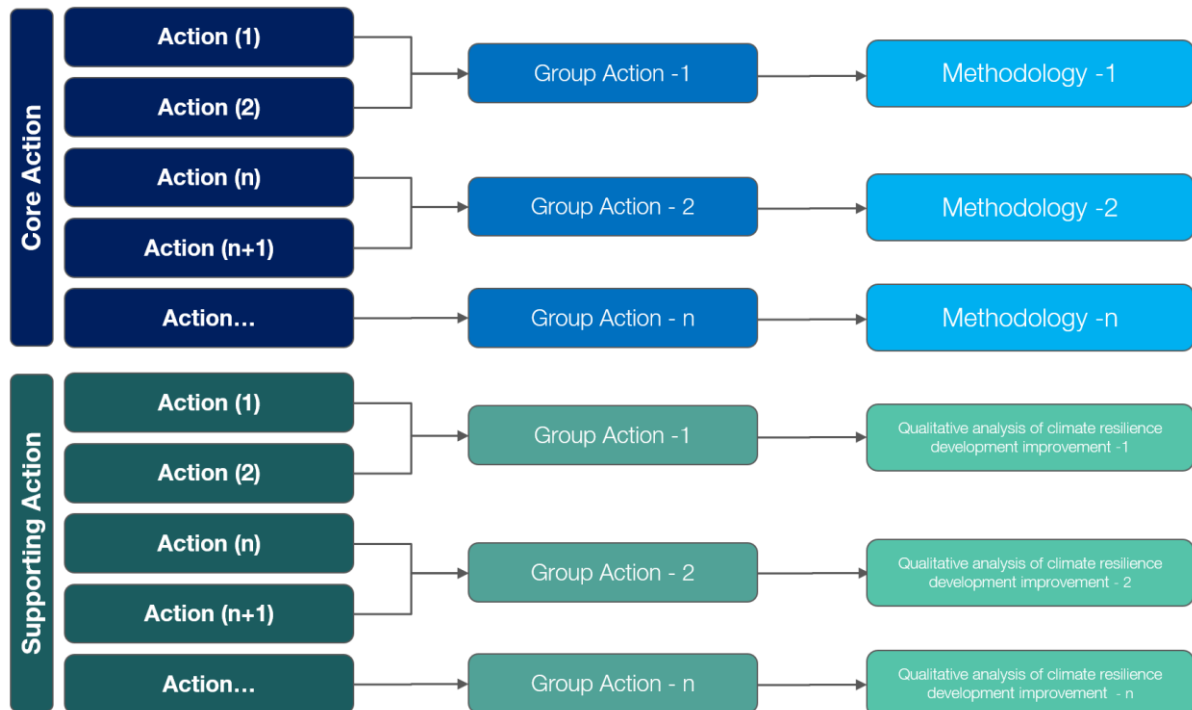 Core Action
Action (1)
Action (2)
Action (n)
Action (n+1)
Action...
Group Action -1
Group Action - 2
Group Action - n
Methodology -1
Methodology -2
Methodology -n
Supporting Action
Action (1)
Action (2)
Action (n)
Action (n+1)
Action...
Group Action -1
Group Action - 2
Group Action - n
Qualitative analysis of climate resilience
development improvement -1
Qualitative analysis of climate resilience
development improvement - 2
Qualitative analysis of climate resilience
development improvement - n